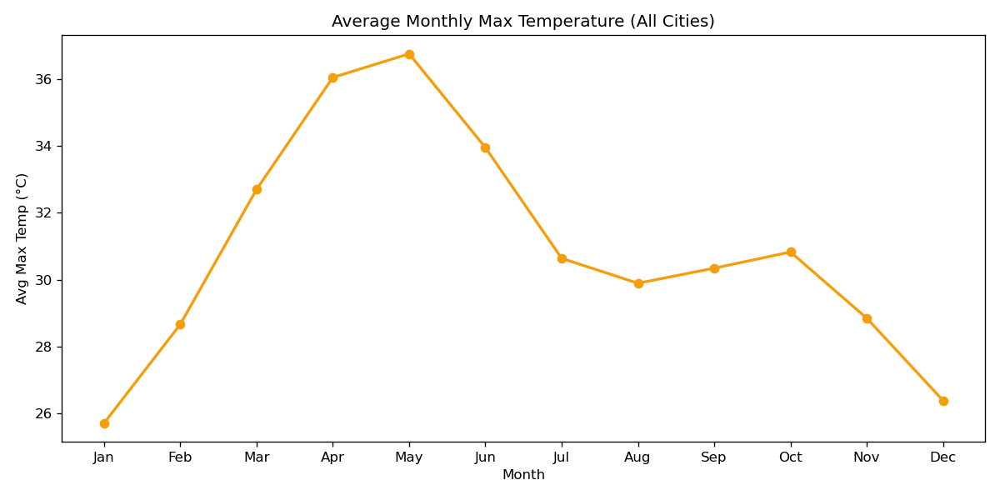 Average Monthly Max Temperature (All Cities)
Avg Max Temp (°C)
36
34
32
30
28
26
Jan Feb Mar Apr May Jun Jul Aug Sep Oct Nov Dec
Month